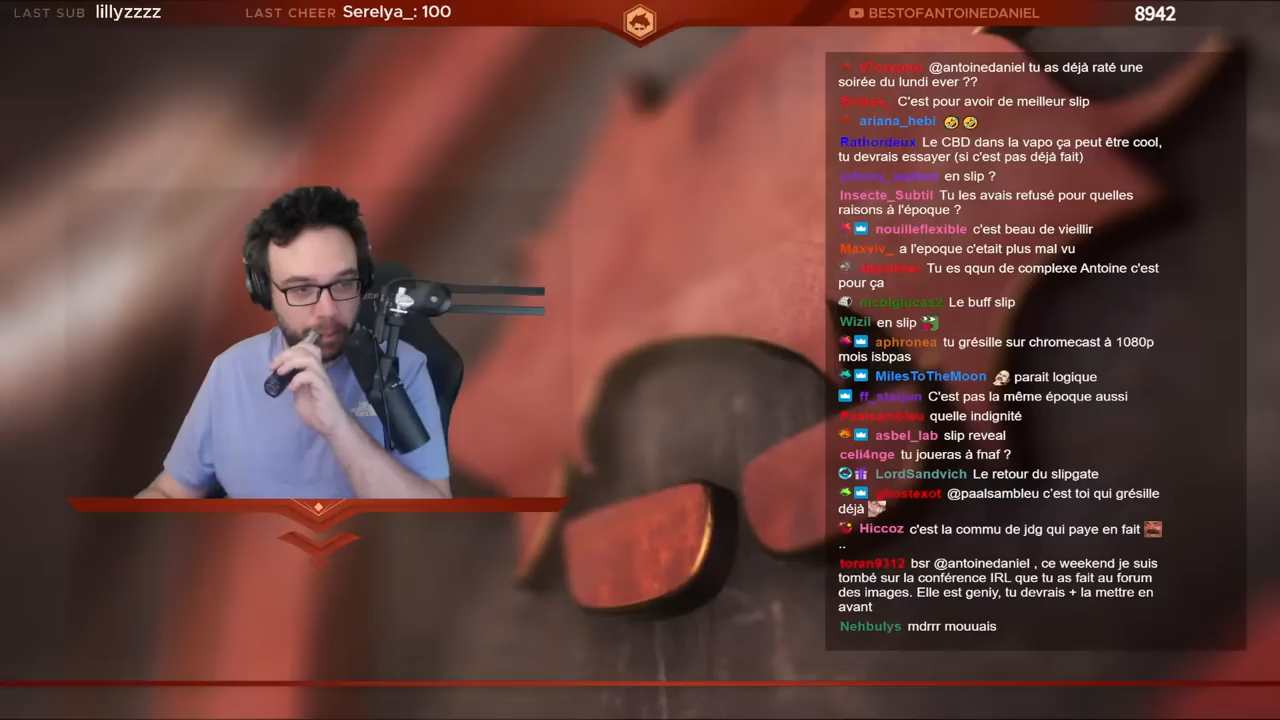 LAST SUB lillyzzzz LAST CHEER Serelya_: 100 BESTOFANTOINEDANIEL 8942
@antoinedaniel tu as déjà raté une
soirée du lundi ever ??
C'est pour avoir de meilleur slip
ariana_hebi
Rathordeux Le CBD dans la vapo ça peut être cool,
tu devrais essayer (si c'est pas déjà fait)
en slip ?
Insecte_Subtil Tu les avais refusé pour quelles
raisons à l'époque ?
nouilleflexible c'est beau de vieillir
Maxviv_ a l'epoque c'etait plus mal vu
Tu es qqun de complexe Antoine c'est
pour ça
mcbiglucas2 Le buff slip
Wizil en slip
aphronea tu grésille sur chromecast à 1080p
mois isbpas
MilesToTheMoon parait logique
C'est pas la même époque aussi
Paalsambleu quelle indignité
asbel_lab slip reveal
celi4nge tu joueras à fnaf ?
LordSandvich Le retour du slipgate
ghostexot @paalsambleu c'est toi qui grésille
déjà
Hiccoz c'est la commu de jdg qui paye en fait
..
toran9312 bsr @antoinedaniel , ce weekend je suis
tombé sur la conférence IRL que tu as fait au forum
des images. Elle est geniy, tu devrais + la mettre en
avant
Nehbulys mdrrr mouuais